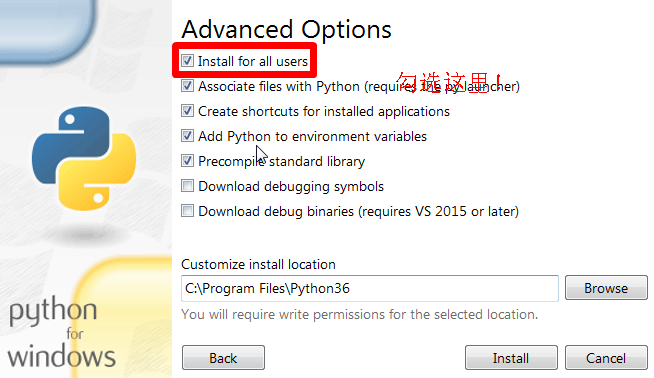 Advanced Options
Install for all users
勾选这里！
Associate files with Python (requires the py launcher)
Create shortcuts for installed applications
Add Python to environment variables
Precompile standard library
Download debugging symbols
Download debug binaries (requires VS 2015 or later)
Customize install location
C:\Program Files\Python36
Browse
You will require write permissions for the selected location.
python
for
windows
Back
Install
Cancel